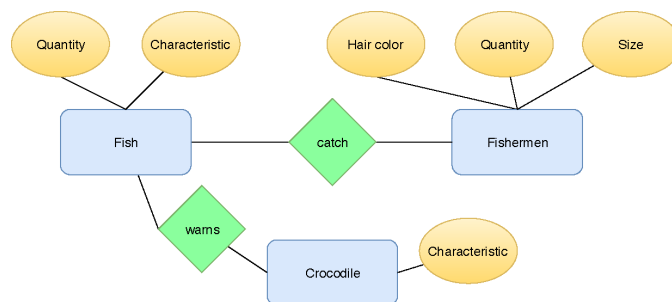 Quantity
Characteristic
Hair color
Quantity
Size
Fish
catch
Fishermen
warns
Characteristic
Crocodile